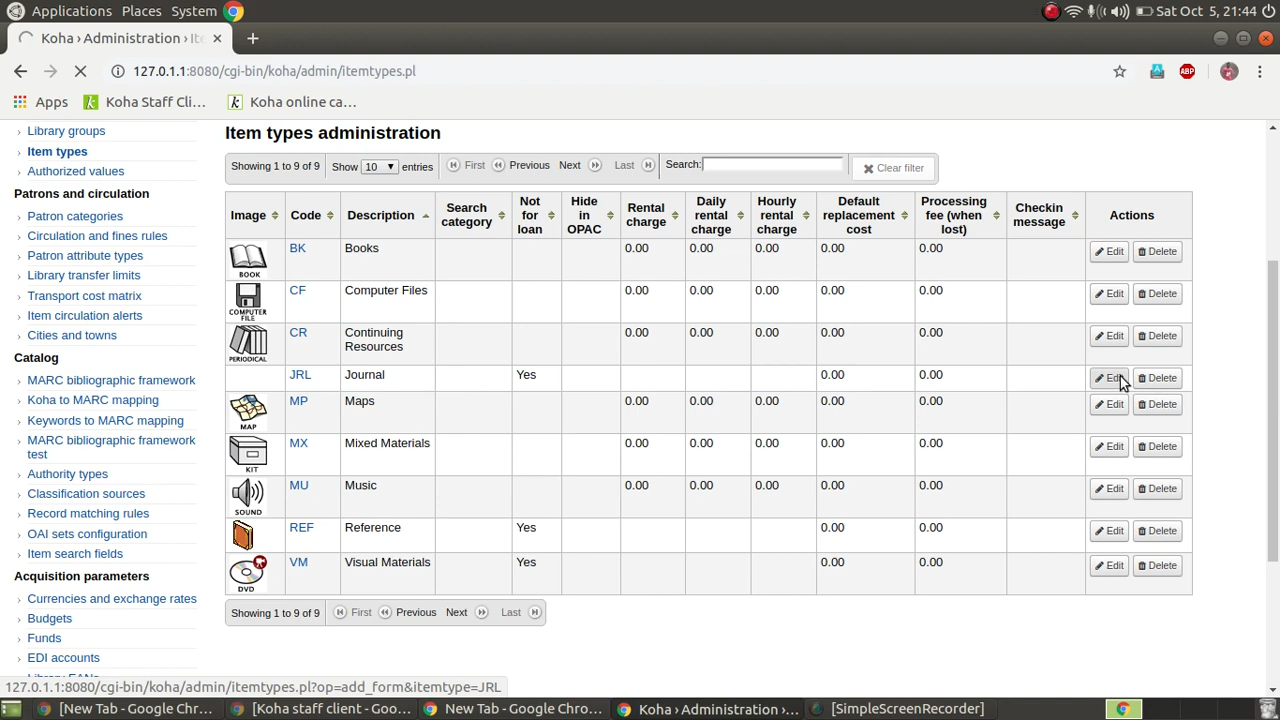 Applications Places System Sat Oct 5, 21:44
Koha › Administration › Ite
127.0.1.1:8080/cgi-bin/koha/admin/itemtypes.pl ABP
Apps Koha Staff Cli... Koha online ca...
Library groups
Item types
Authorized values
Patrons and circulation
Patron categories
Circulation and fines rules
Patron attribute types
Library transfer limits
Transport cost matrix
Item circulation alerts
Cities and towns
Catalog
MARC bibliographic framework
Koha to MARC mapping
Keywords to MARC mapping
MARC bibliographic framework
test
Authority types
Classification sources
Record matching rules
OAI sets configuration
Item search fields
Acquisition parameters
Currencies and exchange rates
Budgets
Funds
EDI accounts
Library EANs
Item types administration
Showing 1 to 9 of 9 Show 10 entries First Previous Next Last Search: Clear filter
Image Code Description Search category Not for loan Hide in OPAC Rental charge Daily rental charge Hourly rental charge Default replacement cost Processing fee (when lost) Checkin message Actions
BOOK BK Books 0.00 0.00 0.00 0.00 0.00 Edit Delete
COMPUTER FILE CF Computer Files 0.00 0.00 0.00 0.00 0.00 Edit Delete
PERIODICAL CR Continuing Resources 0.00 0.00 0.00 0.00 0.00 Edit Delete
JRL Journal Yes 0.00 0.00 Edit Delete
MAP MP Maps 0.00 0.00 0.00 0.00 0.00 Edit Delete
KIT MX Mixed Materials 0.00 0.00 0.00 0.00 0.00 Edit Delete
SOUND MU Music 0.00 0.00 0.00 0.00 0.00 Edit Delete
REF Reference Yes 0.00 0.00 Edit Delete
DVD VM Visual Materials Yes 0.00 0.00 Edit Delete
Showing 1 to 9 of 9 First Previous Next Last
127.0.1.1:8080/cgi-bin/koha/admin/itemtypes.pl?op=add_form&itemtype=JRL
[New Tab - Google Chr... [Koha staff client - Goo... New Tab - Google Chro... Koha › Administration ›... [SimpleScreenRecorder]